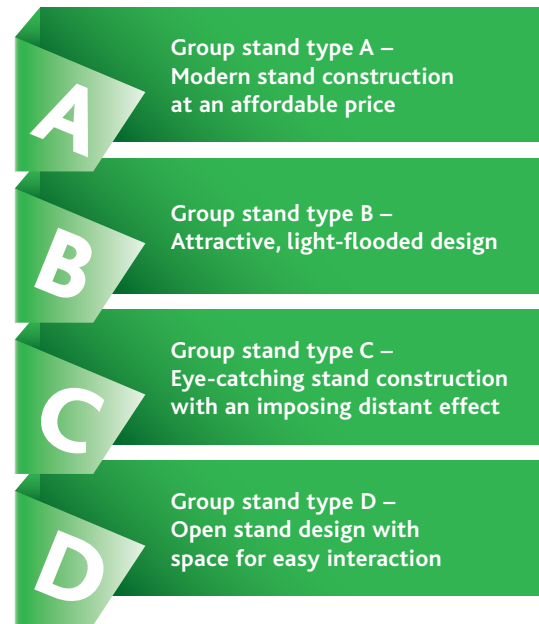 A
Group stand type A –
Modern stand construction
at an affordable price
B
Group stand type B –
Attractive, light-flooded design
C
Group stand type C –
Eye-catching stand construction
with an imposing distant effect
D
Group stand type D –
Open stand design with
space for easy interaction